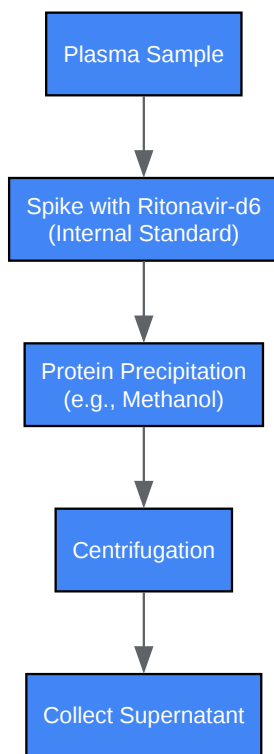 Plasma Sample
Spike with Ritonavir-d6
(Internal Standard)
Protein Precipitation
(e.g., Methanol)
Centrifugation
Collect Supernatant